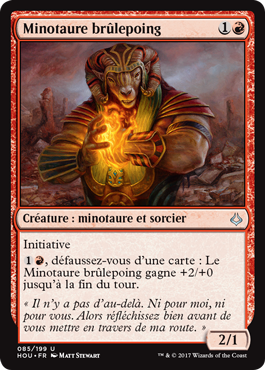 Minotaure brûlepoing 1
Créature : minotaure et sorcier
Initiative
1, défaussez-vous d'une carte : Le
Minotaure brûlepoing gagne +2/+0
jusqu'à la fin du tour.
« Il n'y a pas d'au-delà. Ni pour moi, ni
pour vous. Alors réfléchissez bien avant de
vous mettre en travers de ma route. »
2/1
085/199 U
HOU • FR Matt Stewart
™ & © 2017 Wizards of the Coast